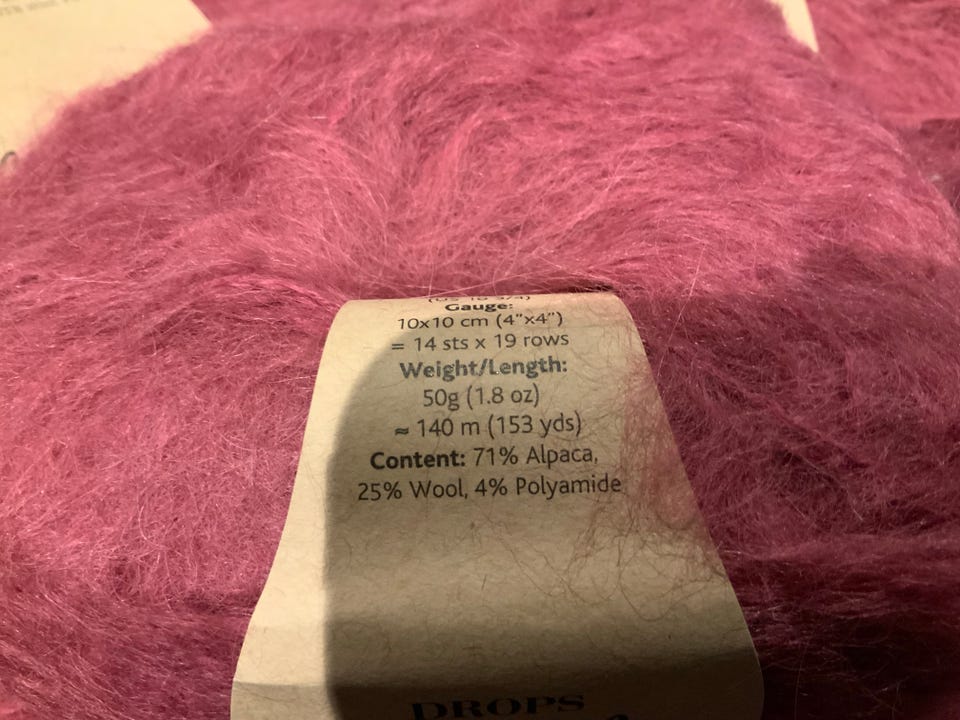 Gauge:
10x10 cm (4"x4")
= 14 sts x 19 rows
Weight/Length:
50g (1.8 oz)
≈ 140 m (153 yds)
Content: 71% Alpaca,
25% Wool, 4% Polyamide
DROPS